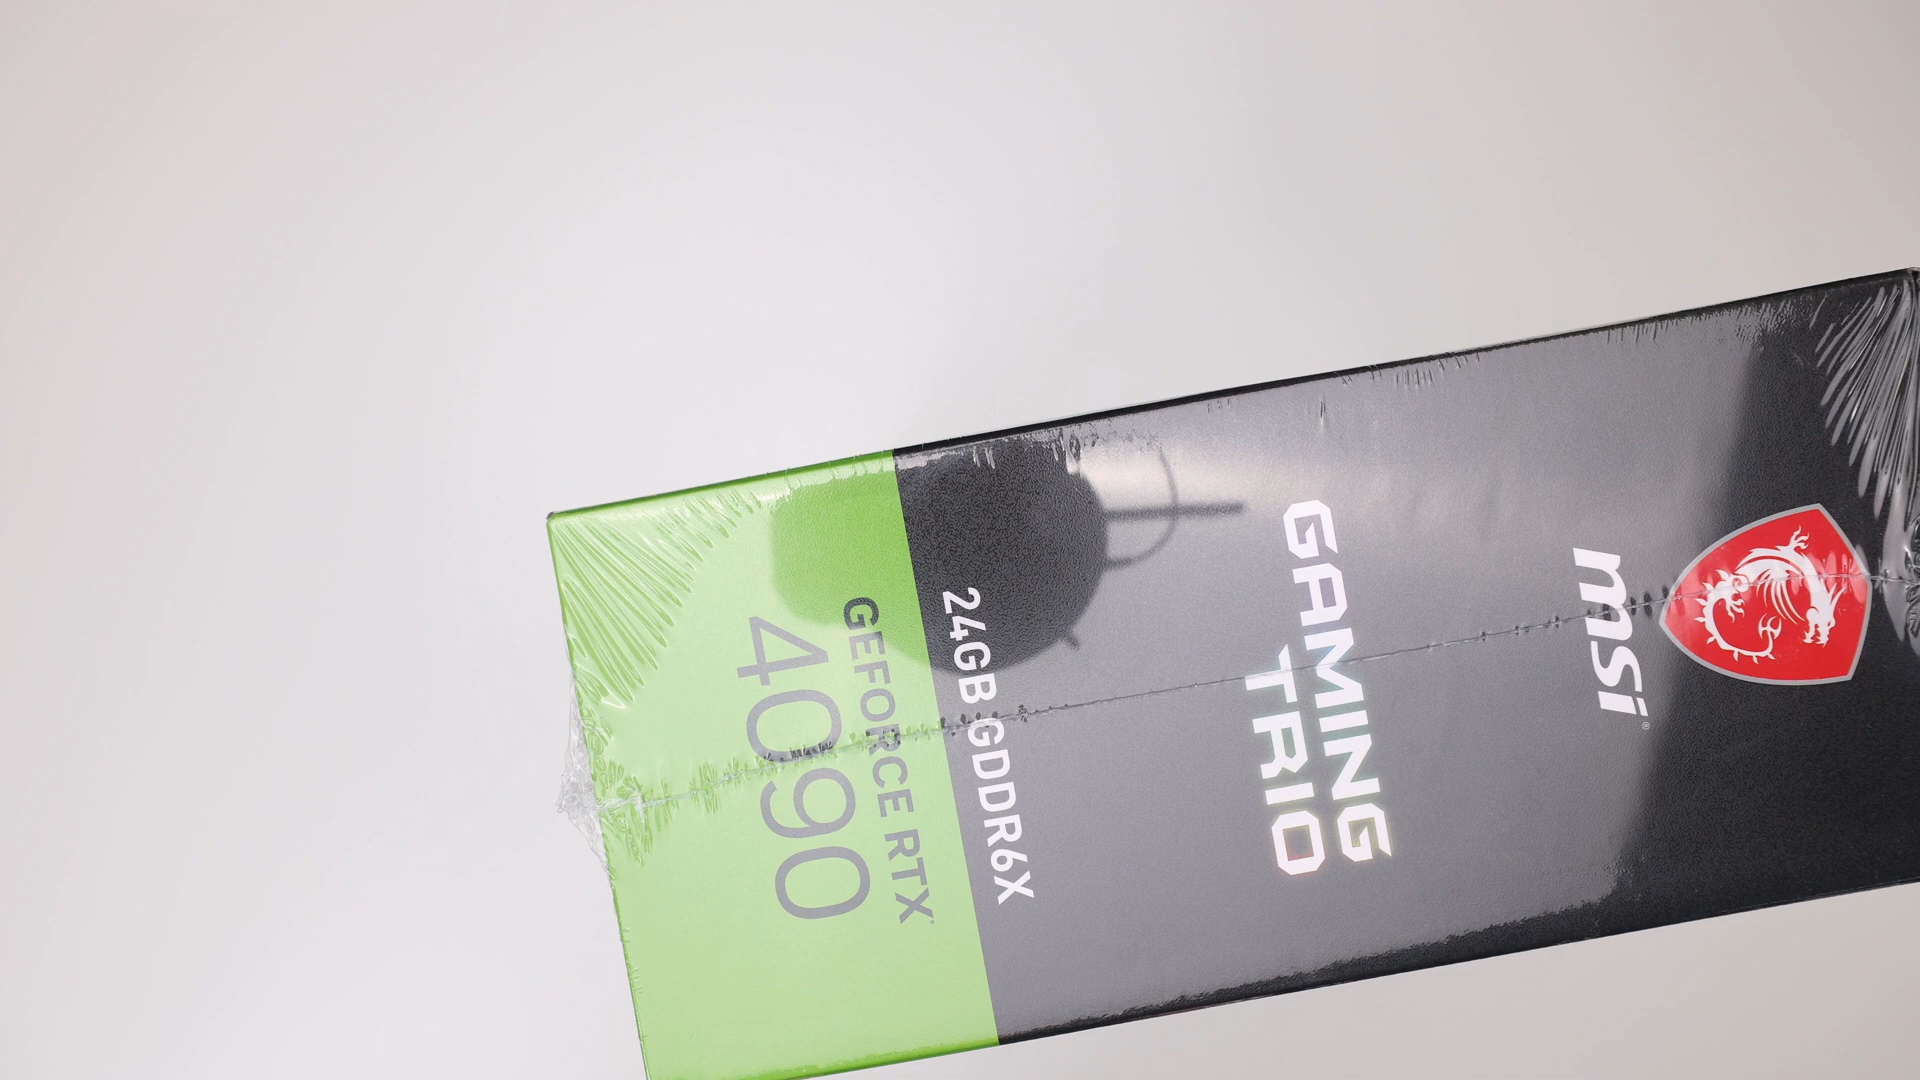 msi®
GAMING
TRIO
24GB GDDR6X
GEFORCE RTX
4090